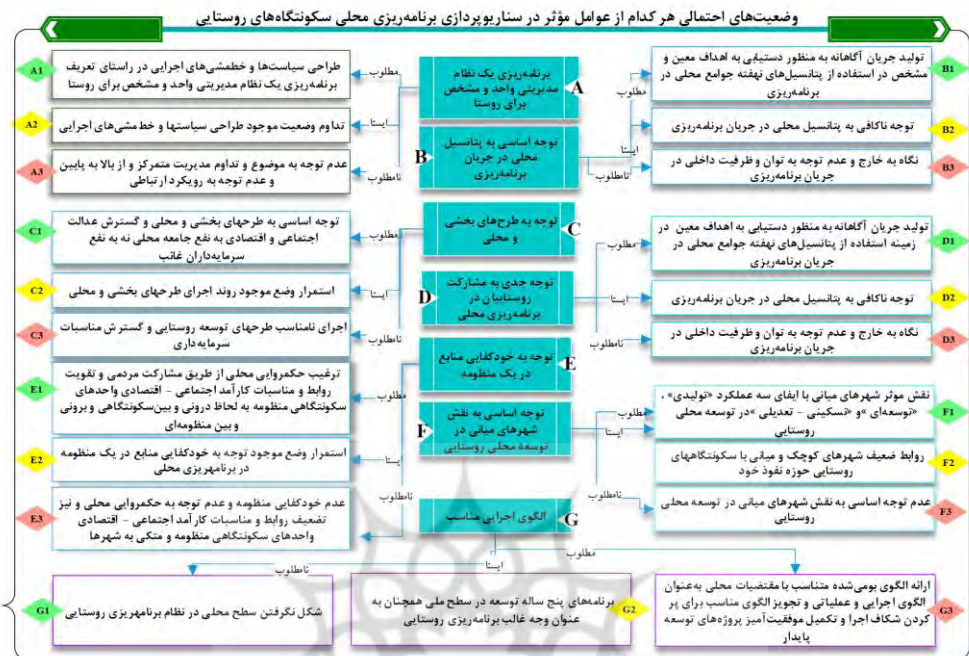 وضعیت‌های احتمالی هر کدام از عوامل مؤثر در سناریوپردازی برنامه‌ریزی محلی سکونتگاه‌های روستایی
A1
طراحی سیاست‌ها و خط‌مشی‌های اجرایی در راستای تعریف
برنامه‌ریزی یک نظام مدیریتی واحد و مشخص برای روستا
مطلوب
A2
تداوم وضعیت موجود طراحی سیاستها و خط مشی‌های اجرایی
ایستا
A3
عدم توجه به موضوع و تداوم مدیریت متمرکز و از بالا به پایین
و عدم توجه به رویکرد ارتباطی
نامطلوب
برنامه‌ریزی یک نظام
مدیریتی واحد و مشخص
برای روستا
A
توجه اساسی به پتانسیل
محلی در جریان
برنامه‌ریزی
B
تولید جریان آگاهانه به منظور دستیابی به اهداف معین و
مشخص در استفاده از پتانسیل‌های نهفته جوامع محلی در
برنامه‌ریزی
B1
مطلوب
توجه ناکافی به پتانسیل محلی در جریان برنامه‌ریزی
B2
ایستا
نگاه به خارج و عدم توجه به توان و ظرفیت داخلی در
جریان برنامه‌ریزی
B3
نامطلوب
C1
توجه اساسی به طرحهای بخشی و محلی و گسترش عدالت
اجتماعی و اقتصادی به نفع جامعه محلی نه به نفع
سرمایه‌داران غائب
مطلوب
C2
استمرار وضع موجود روند اجرای طرحهای بخشی و محلی
ایستا
C3
اجرای نامناسب طرحهای توسعه روستایی و گسترش مناسبات
سرمایه‌داری
نامطلوب
توجه به طرح‌های بخشی
و محلی
C
توجه جدی به مشارکت
روستاییان در
برنامه‌ریزی محلی
D
تولید جریان آگاهانه به منظور دستیابی به اهداف معین در
زمینه استفاده از پتانسیل‌های نهفته جوامع محلی در
جریان برنامه‌ریزی
D1
مطلوب
توجه ناکافی به پتانسیل محلی در جریان برنامه‌ریزی
D2
ایستا
نگاه به خارج و عدم توجه به توان و ظرفیت داخلی در
جریان برنامه‌ریزی
D3
نامطلوب
E1
ترغیب حکمروایی محلی از طریق مشارکت مردمی و تقویت
روابط و مناسبات کارآمد اجتماعی - اقتصادی واحدهای
سکونتگاهی منظومه به لحاظ درونی و بین‌سکونتگاهی و برونی
و بین منظومه‌ای
مطلوب
E2
استمرار وضع موجود توجه به خودکفایی منابع در یک منظومه
در برنامهریزی محلی
ایستا
E3
عدم خودکفایی منظومه و عدم توجه به حکمروایی محلی و نیز
تضعیف روابط و مناسبات کارآمد اجتماعی - اقتصادی
واحدهای سکونتگاهی منظومه و متکی به شهرها
نامطلوب
توجه به خودکفایی منابع
در یک منظومه
E
توجه اساسی به نقش
شهرهای میانی در
توسعه محلی روستایی
F
نقش موثر شهرهای میانی با ایفای سه عملکرد «تولیدی»،
«توسعه‌ای» و «تسکینی - تعدیلی» در توسعه محلی
روستایی
F1
مطلوب
روابط ضعیف شهرهای کوچک و میانی با سکونتگاههای
روستایی حوزه نفوذ خود
F2
ایستا
عدم توجه اساسی به نقش شهرهای میانی در توسعه محلی
روستایی
F3
نامطلوب
الگوی اجرایی مناسب
G
مطلوب
ایستا
نامطلوب
ارائه الگوی بومی‌شده متناسب با مقتضیات محلی به‌عنوان
الگوی اجرایی و عملیاتی و تجویز الگوی مناسب برای پر
کردن شکاف اجرا و تکمیل موفقیت‌آمیز پروژه‌های توسعه
پایدار
G3
برنامه‌های پنج ساله توسعه در سطح ملی همچنان به
عنوان وجه غالب برنامه‌ریزی روستایی
G2
شکل نگرفتن سطح محلی در نظام برنامهریزی روستایی
G1